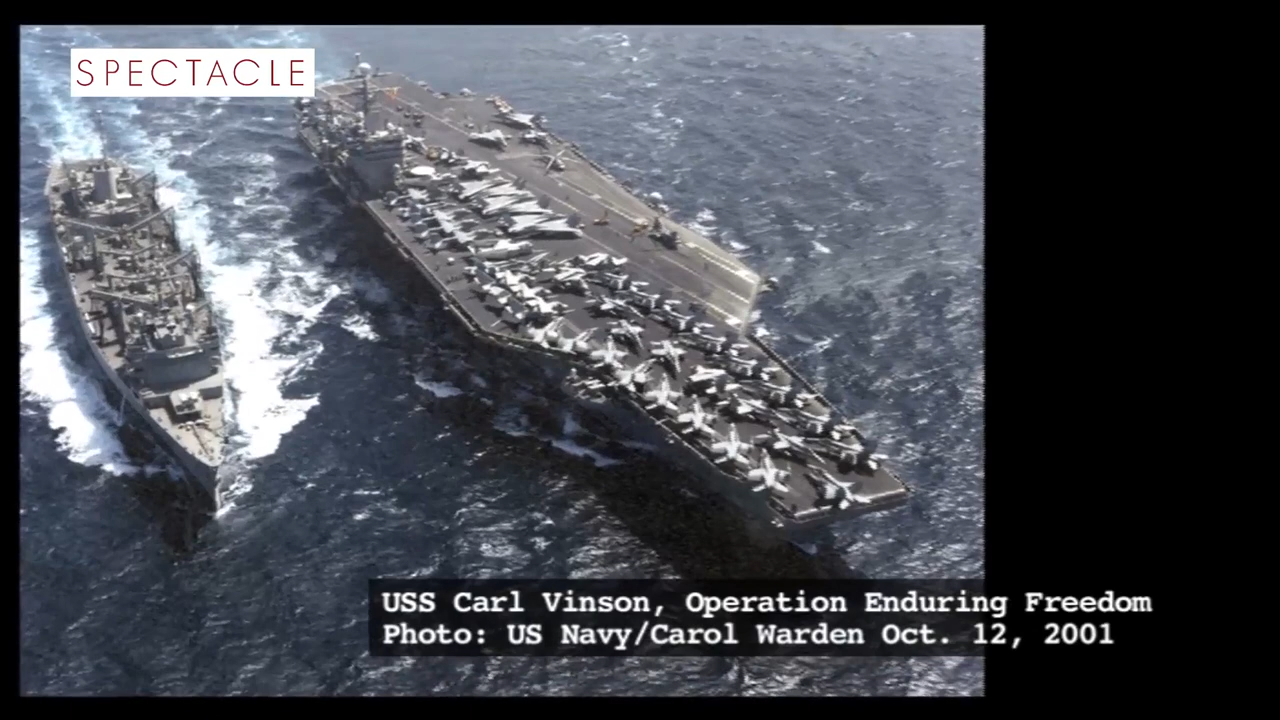 SPECTACLE
USS Carl Vinson, Operation Enduring Freedom
Photo: US Navy/Carol Warden Oct. 12, 2001